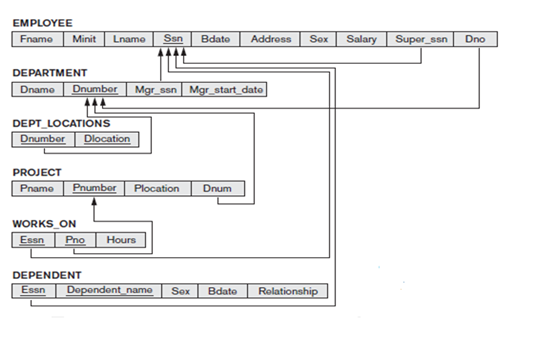 EMPLOYEE
Fname Minit Lname Ssn Bdate Address Sex Salary Super_ssn Dno
DEPARTMENT
Dname Dnumber Mgr_ssn Mgr_start_date
DEPT_LOCATIONS
Dnumber Dlocation
PROJECT
Pname Pnumber Plocation Dnum
WORKS_ON
Essn Pno Hours
DEPENDENT
Essn Dependent_name Sex Bdate Relationship